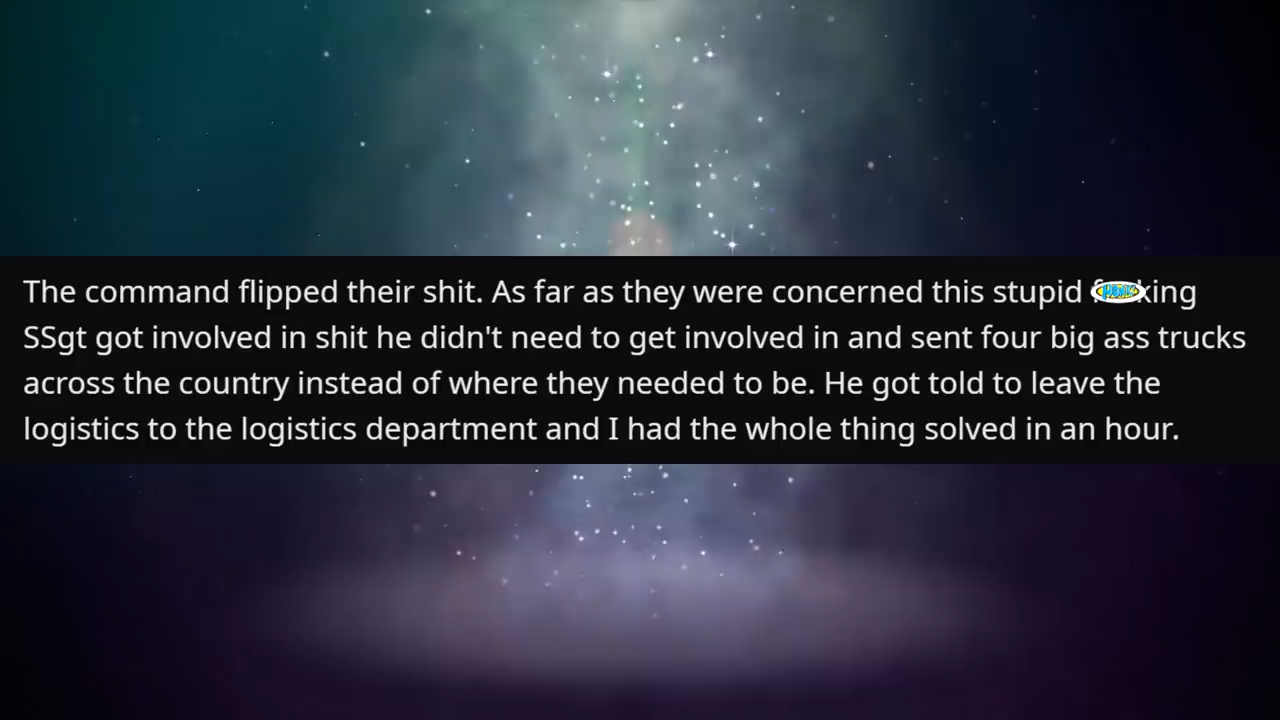 The command flipped their shit. As far as they were concerned this stupid f king
SSgt got involved in shit he didn't need to get involved in and sent four big ass trucks
across the country instead of where they needed to be. He got told to leave the
logistics to the logistics department and I had the whole thing solved in an hour.